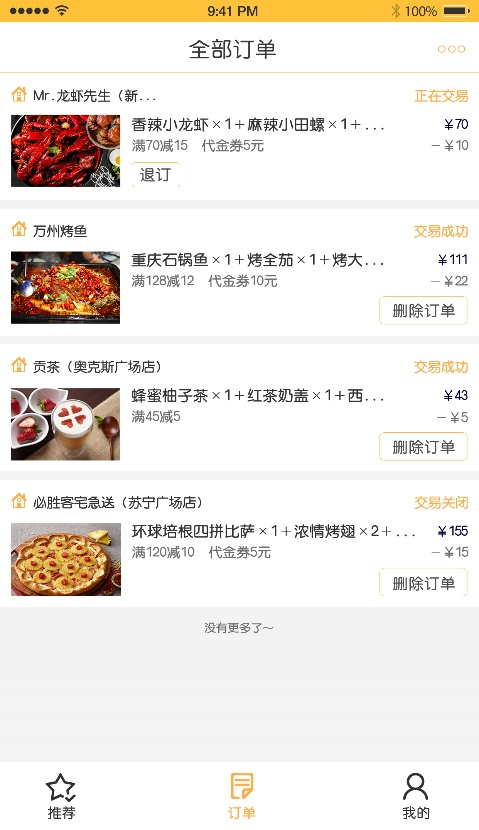 9:41 PM 100%
全部订单
Mr.龙虾先生（新... 正在交易
香辣小龙虾×1＋麻辣小田螺×1＋... ￥70
满70减15 代金券5元 －￥10
退订
万州烤鱼 交易成功
重庆石锅鱼×1＋烤全茄×1＋烤大... ￥111
满128减12 代金券10元 －￥22
删除订单
贡茶（奥克斯广场店） 交易成功
蜂蜜柚子茶×1＋红茶奶盖×1＋西... ￥43
满45减5 －￥5
删除订单
必胜客宅急送（苏宁广场店） 交易关闭
环球培根四拼比萨×1＋浓情烤翅×2＋... ￥155
满120减10 代金券5元 －￥15
删除订单
没有更多了～
推荐 订单 我的